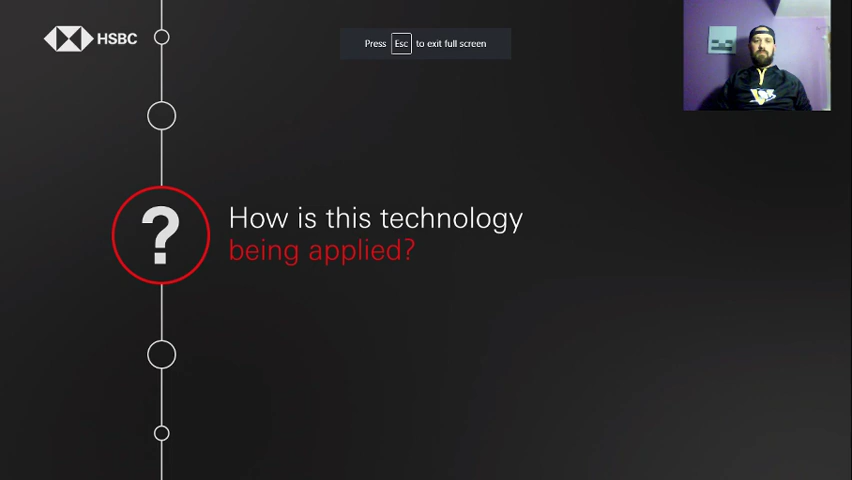 HSBC
Press Esc to exit full screen
?
How is this technology
being applied?